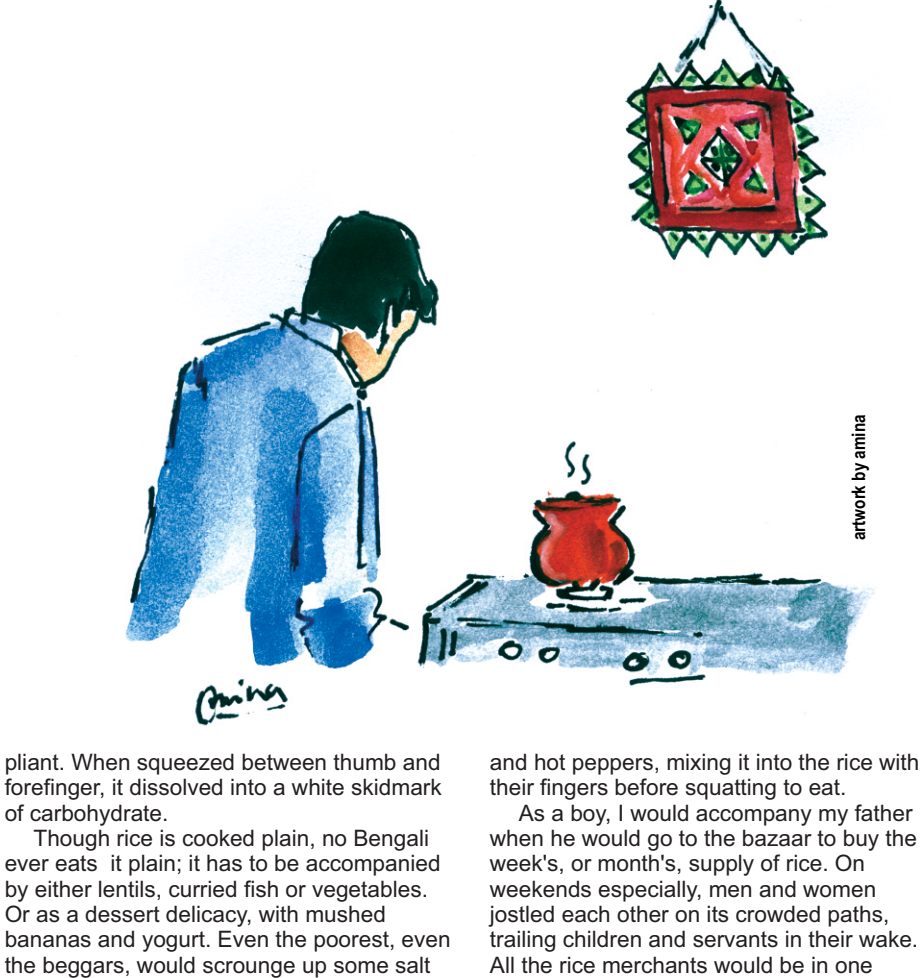 artwork by amina
Amina
pliant. When squeezed between thumb and
forefinger, it dissolved into a white skidmark
of carbohydrate.
Though rice is cooked plain, no Bengali
ever eats  it plain; it has to be accompanied
by either lentils, curried fish or vegetables.
Or as a dessert delicacy, with mushed
bananas and yogurt. Even the poorest, even
the beggars, would scrounge up some salt
and hot peppers, mixing it into the rice with
their fingers before squatting to eat.
As a boy, I would accompany my father
when he would go to the bazaar to buy the
week's, or month's, supply of rice. On
weekends especially, men and women
jostled each other on its crowded paths,
trailing children and servants in their wake.
All the rice merchants would be in one